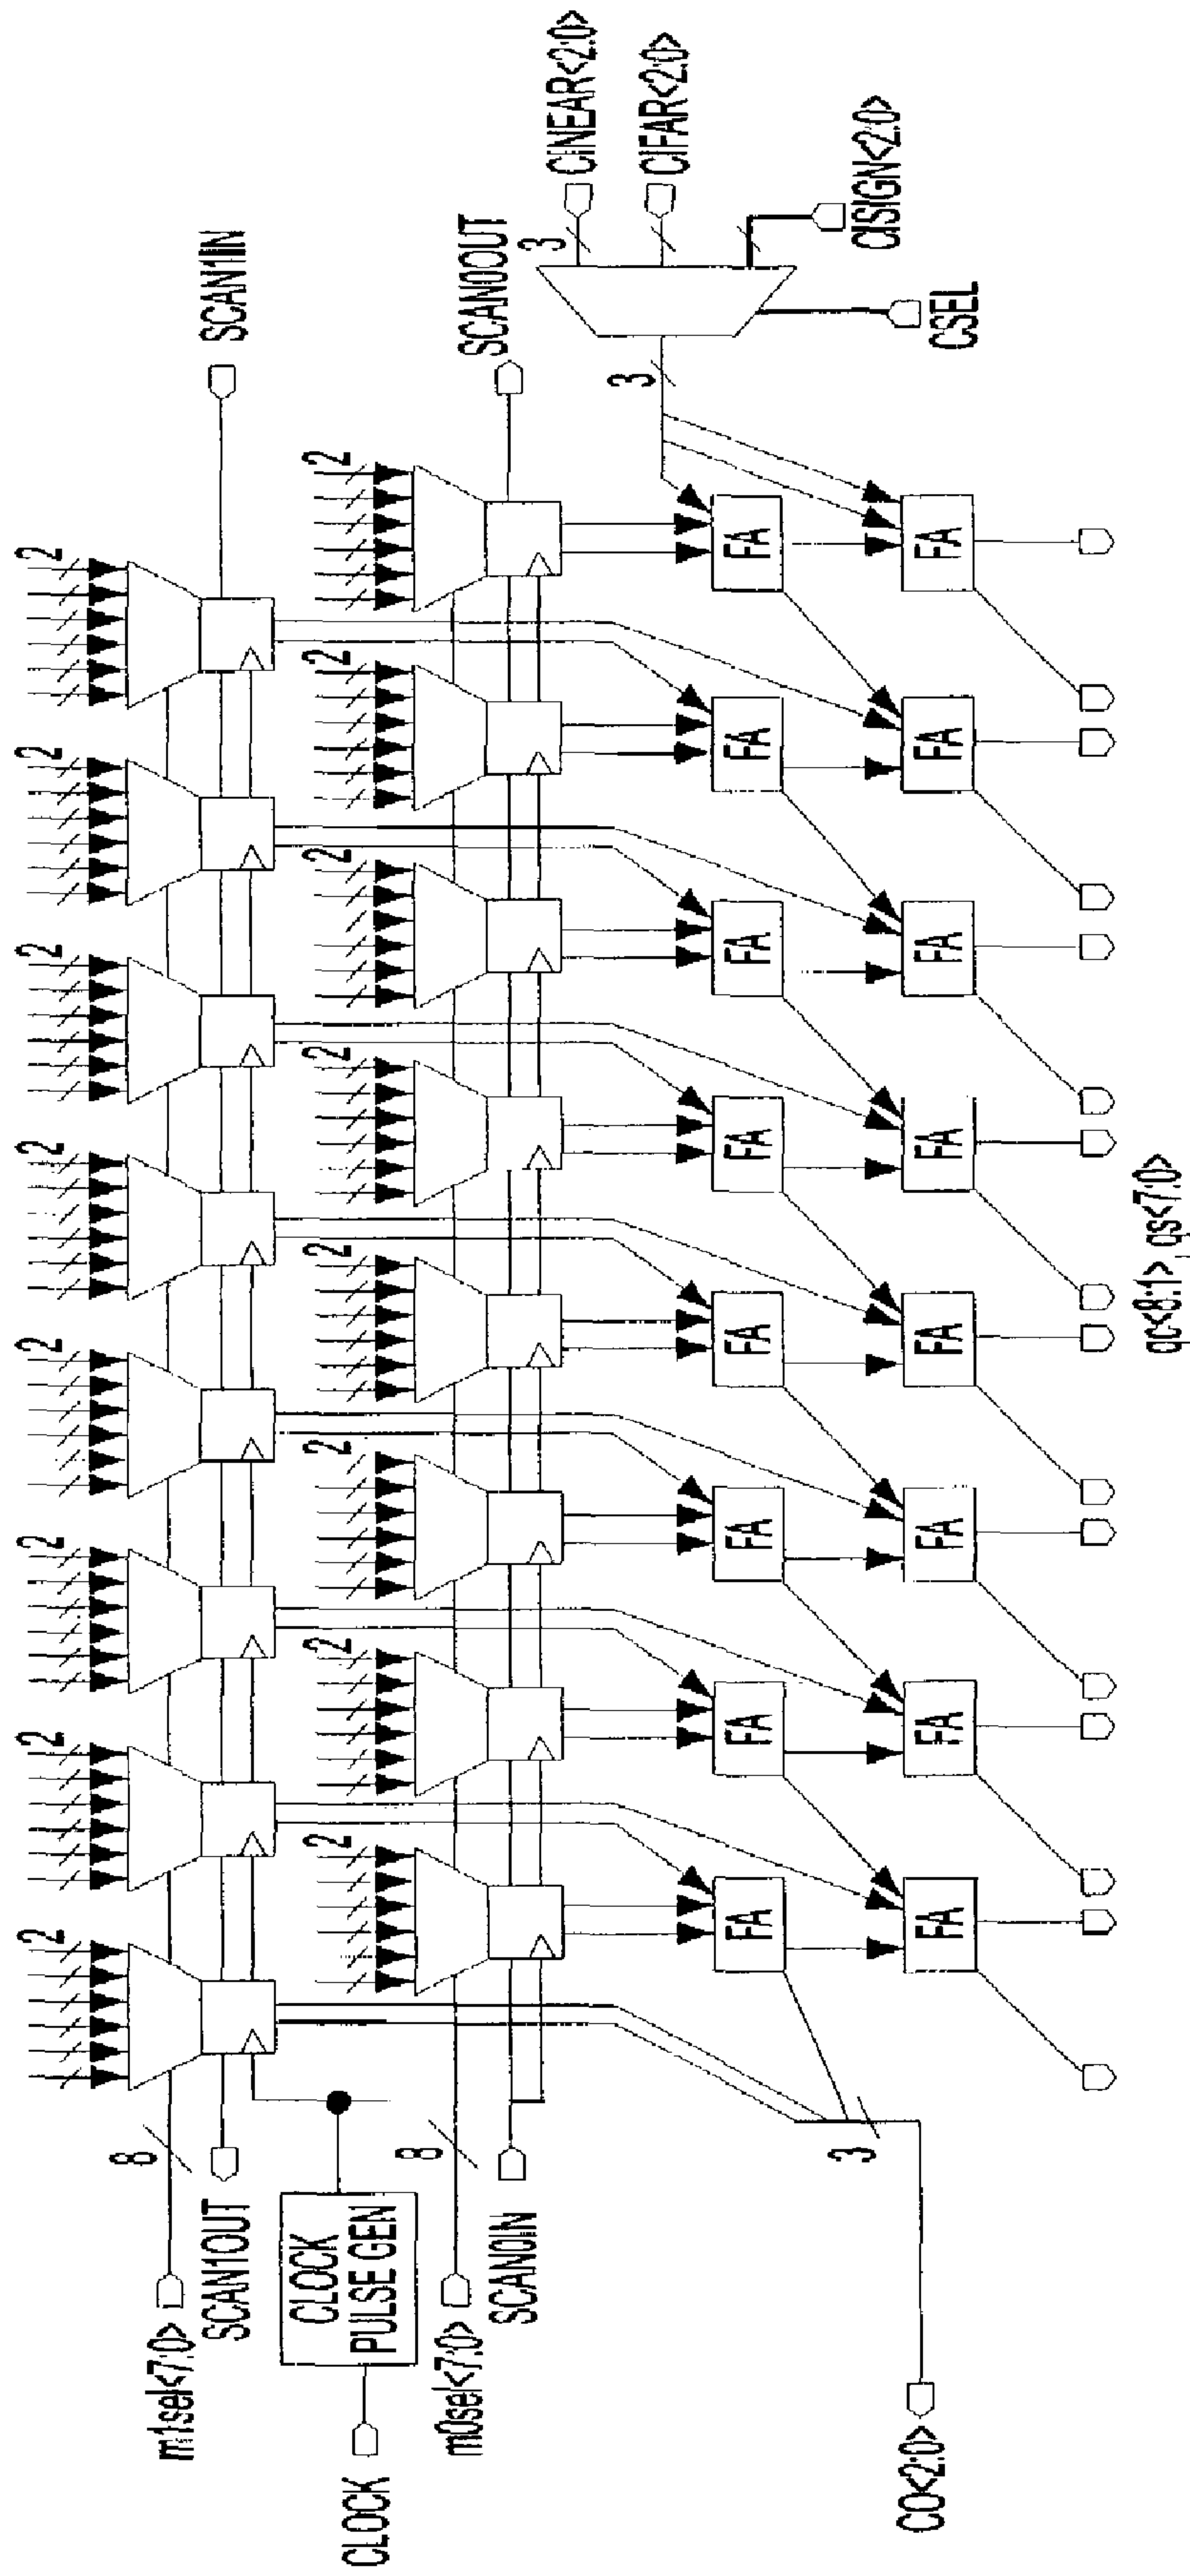 2 2 2 2 2 2 2 2
8
m1sel<7:0>
SCAN1OUT
SCAN1IN
CLOCK
PULSE GEN
CLOCK
2 2 2 2 2 2 2 2
8
m0sel<7:0>
SCAN0IN
SCAN0OUT
3
CINEAR<2:0>
CIFAR<2:0>
CISIGN<2:0>
CSEL
3
FA FA FA FA FA FA FA FA
FA FA FA FA FA FA FA FA
3
CO<2:0>
qc<8:1>, qs<7:0>